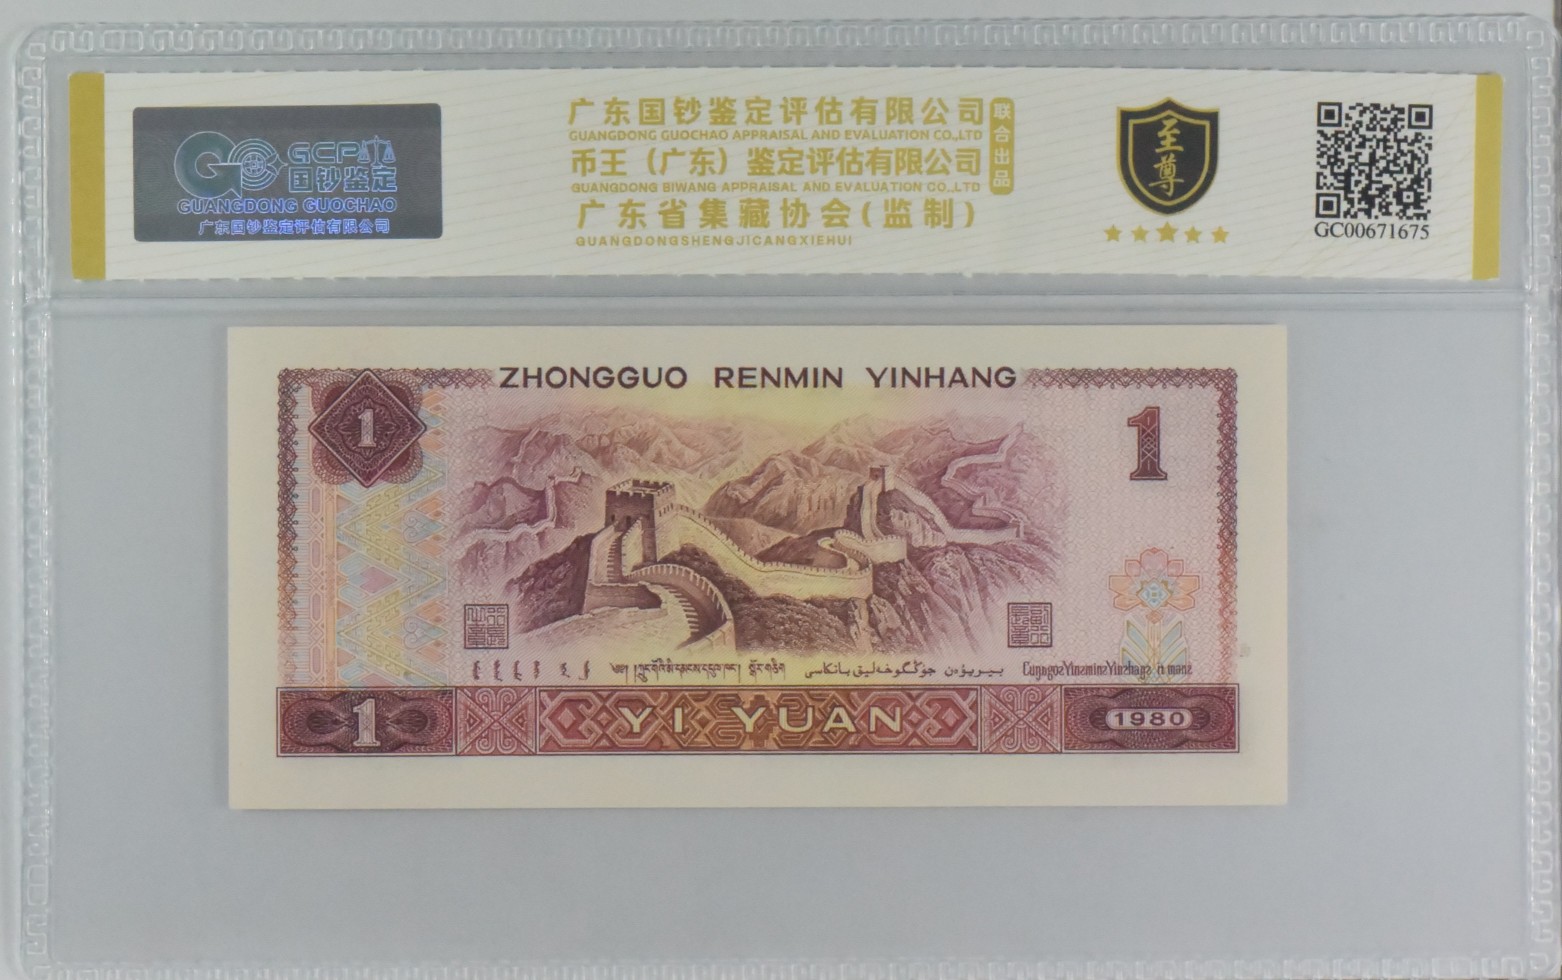 GCP
国钞鉴定
GUANGDONG GUOCHAO
广东国钞鉴定评估有限公司
广东国钞鉴定评估有限公司
GUANGDONG GUOCHAO APPRAISAL AND EVALUATION CO.,LTD
币王（广东）鉴定评估有限公司
GUANGDONG BIWANG APPRAISAL AND EVALUATION CO.,LTD
广东省集藏协会(监制)
GUANGDONGSHENGJICANGXIEHUI
联合出品
至尊
GC00671675
ZHONGGUO RENMIN YINHANG
1
1
YI YUAN
1
1980